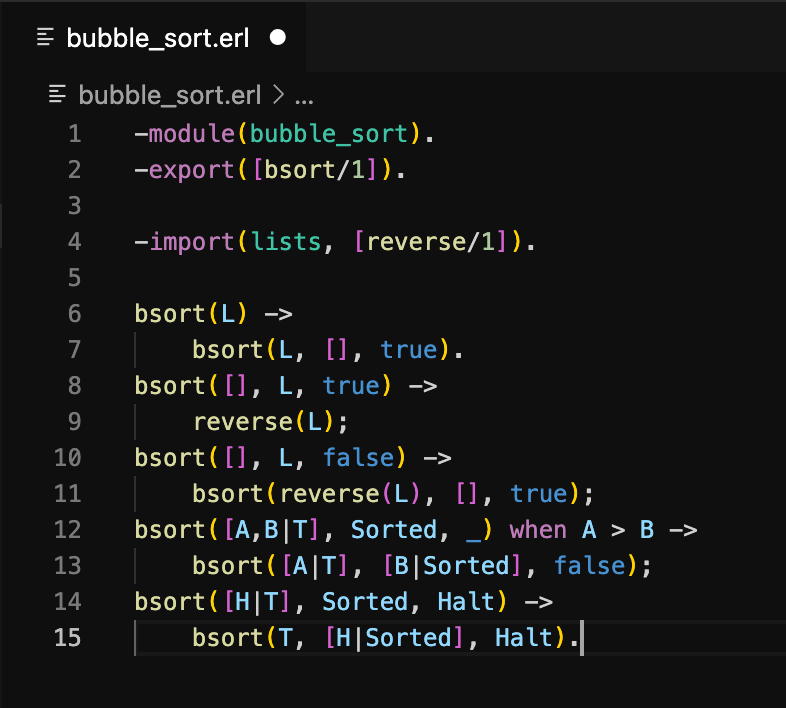 bubble_sort.erl
bubble_sort.erl > ...
1 -module(bubble_sort).
2 -export([bsort/1]).
3
4 -import(lists, [reverse/1]).
5
6 bsort(L) ->
7     bsort(L, [], true).
8 bsort([], L, true) ->
9     reverse(L);
10 bsort([], L, false) ->
11     bsort(reverse(L), [], true);
12 bsort([A,B|T], Sorted, _) when A > B ->
13     bsort([A|T], [B|Sorted], false);
14 bsort([H|T], Sorted, Halt) ->
15     bsort(T, [H|Sorted], Halt).